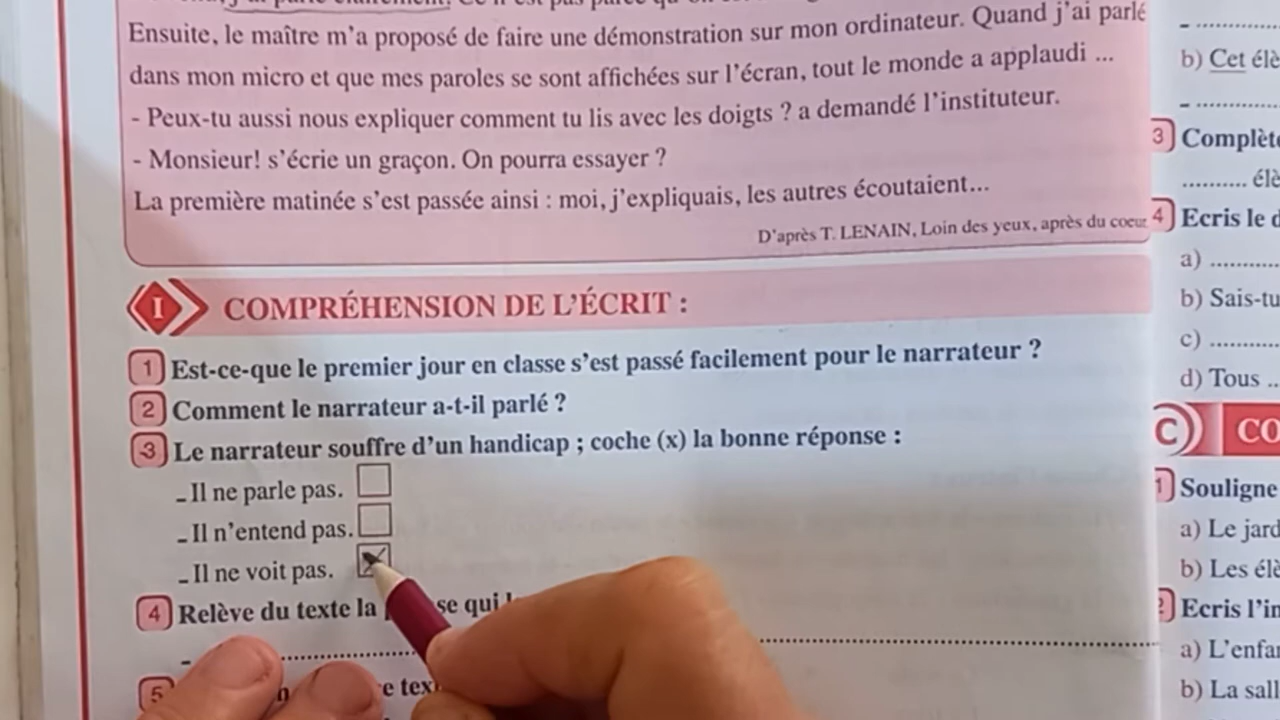 Ensuite, le maître m'a proposé de faire une démonstration sur mon ordinateur. Quand j'ai parlé
dans mon micro et que mes paroles se sont affichées sur l'écran, tout le monde a applaudi ...
- Peux-tu aussi nous expliquer comment tu lis avec les doigts ? a demandé l'instituteur.
- Monsieur! s'écrie un graçon. On pourra essayer ?
La première matinée s'est passée ainsi : moi, j'expliquais, les autres écoutaient...
D'après T. LENAIN, Loin des yeux, après du coeur
I COMPRÉHENSION DE L'ÉCRIT :
1 Est-ce-que le premier jour en classe s'est passé facilement pour le narrateur ?
2 Comment le narrateur a-t-il parlé ?
3 Le narrateur souffre d'un handicap ; coche (x) la bonne réponse :
- Il ne parle pas.
- Il n'entend pas.
- Il ne voit pas.
4 Relève du texte la se qui
5
b) Cet élè
3 Complète
.......... élè
4 Ecris le d
a) ...........
b) Sais-tu
c) ...........
d) Tous ..
C CO
1 Souligne
a) Le jard
b) Les élè
2 Ecris l'in
a) L'enfa
b) La sall